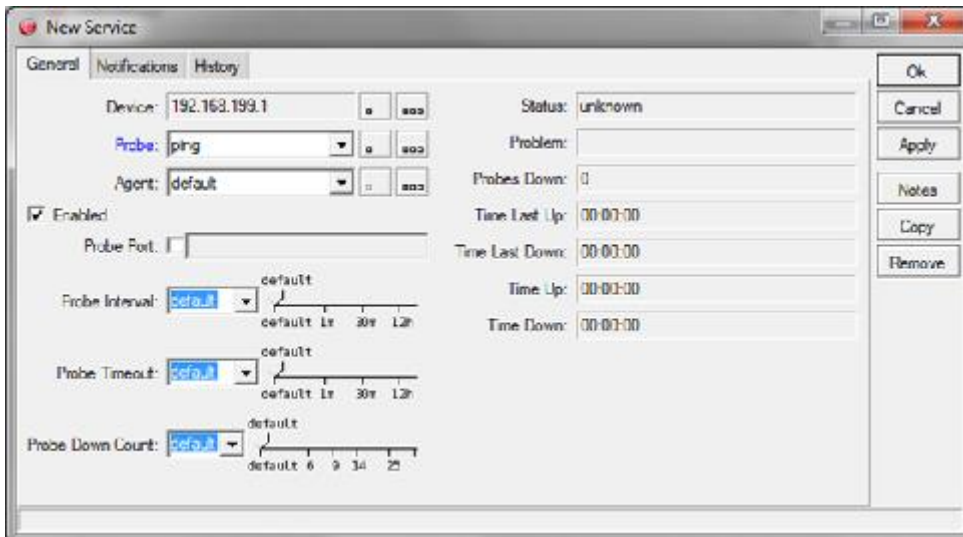 New Service
General Notifications History
Device: 192.168.199.1
Probe: ping
Agent: default
Enabled
Probe Port:
Probe Interval: default
default
default 1m 30m 12h
Probe Timeout: default
default
default 1m 30m 12h
Probe Down Count: default
default
default 6 9 14 25
Status: unknown
Problem:
Probes Down: 0
Time Last Up: 00:00:00
Time Last Down: 00:00:00
Time Up: 00:00:00
Time Down: 00:00:00
Ok
Cancel
Apply
Notes
Copy
Remove